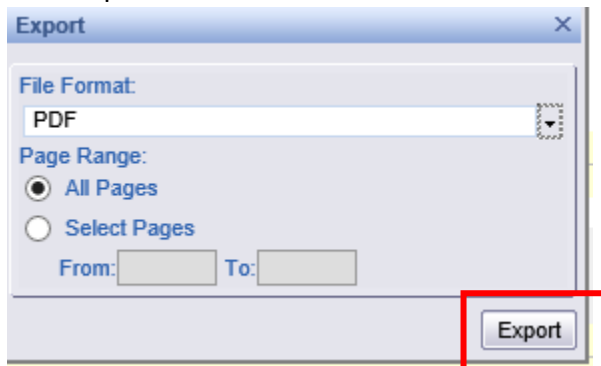 Export
File Format:
PDF
Page Range:
All Pages
Select Pages
From: To:
Export